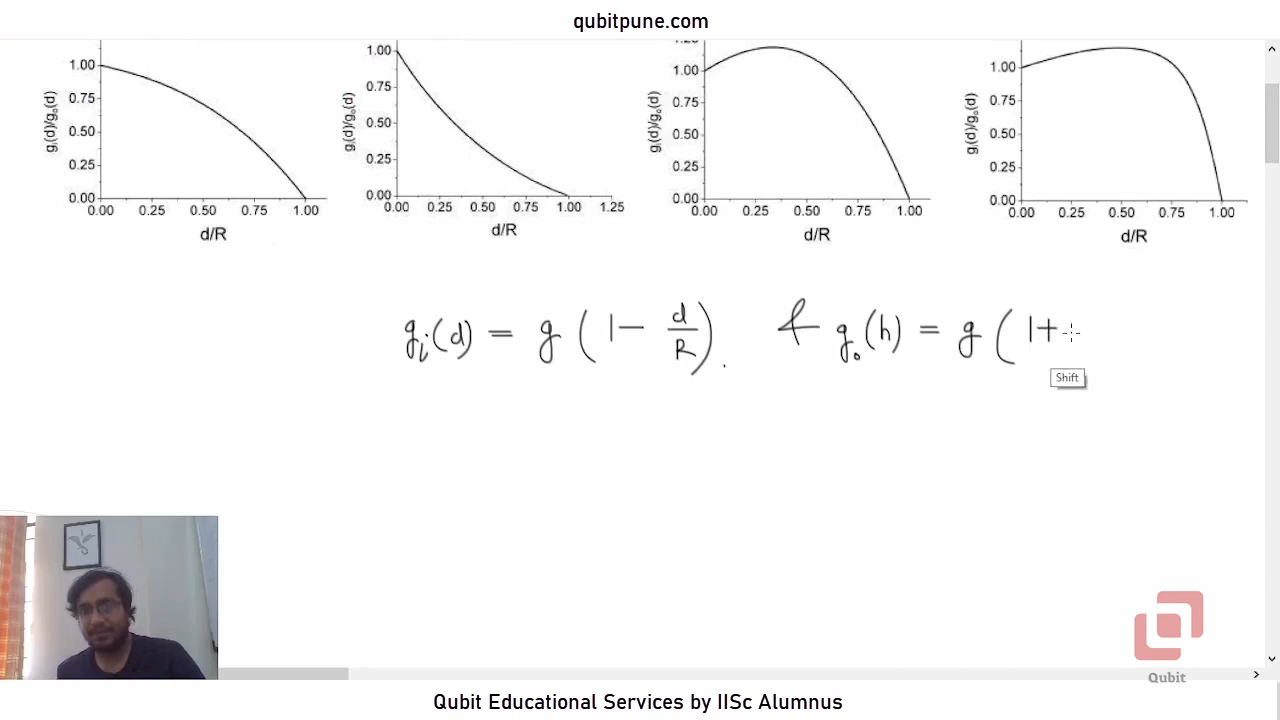 qubitpune.com
1.00 0.75 0.50 0.25 0.00
gᵢ(d)/g₀(d)
0.00 0.25 0.50 0.75 1.00
d/R
1.00 0.75 0.50 0.25 0.00
gᵢ(d)/g₀(d)
0.00 0.25 0.50 0.75 1.00 1.25
d/R
1.00 0.75 0.50 0.25 0.00
gᵢ(d)/g₀(d)
0.00 0.25 0.50 0.75 1.00
d/R
1.00 0.75 0.50 0.25 0.00
gᵢ(d)/g₀(d)
0.00 0.25 0.50 0.75 1.00
d/R
gᵢ(d) = g (1 - d/R). & g₀(h) = g (1+
Shift
Qubit
Qubit Educational Services by IISc Alumnus